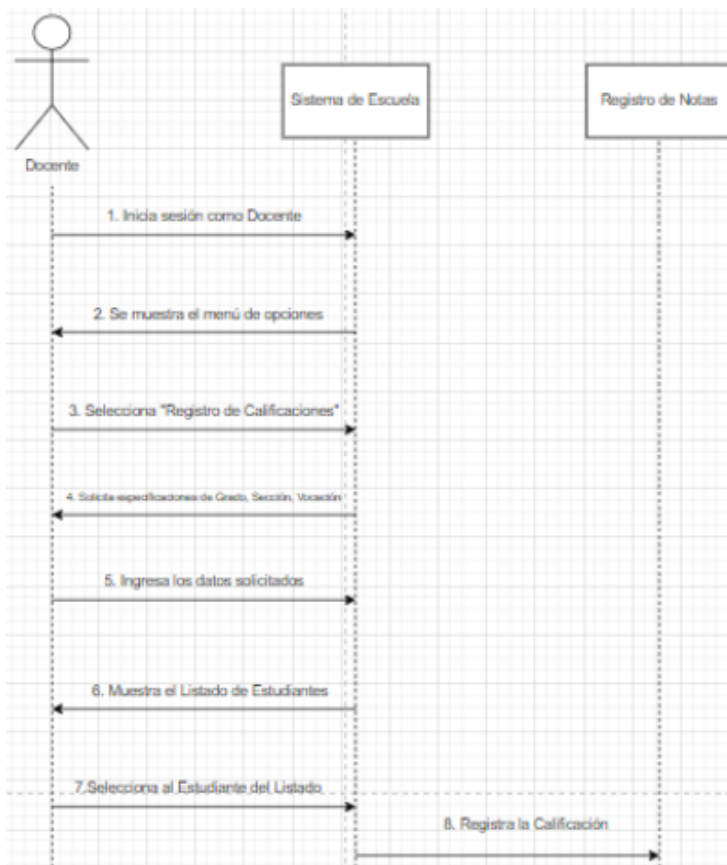 Sistema de Escuela
Registro de Notas
Docente
1. Inicia sesión como Docente
2. Se muestra el menú de opciones
3. Selecciona "Registro de Calificaciones"
4. Solicita especificaciones de Grado, Sección, Vocación
5. Ingresa los datos solicitados
6. Muestra el Listado de Estudiantes
7.Selecciona al Estudiante del Listado
8. Registra la Calificación